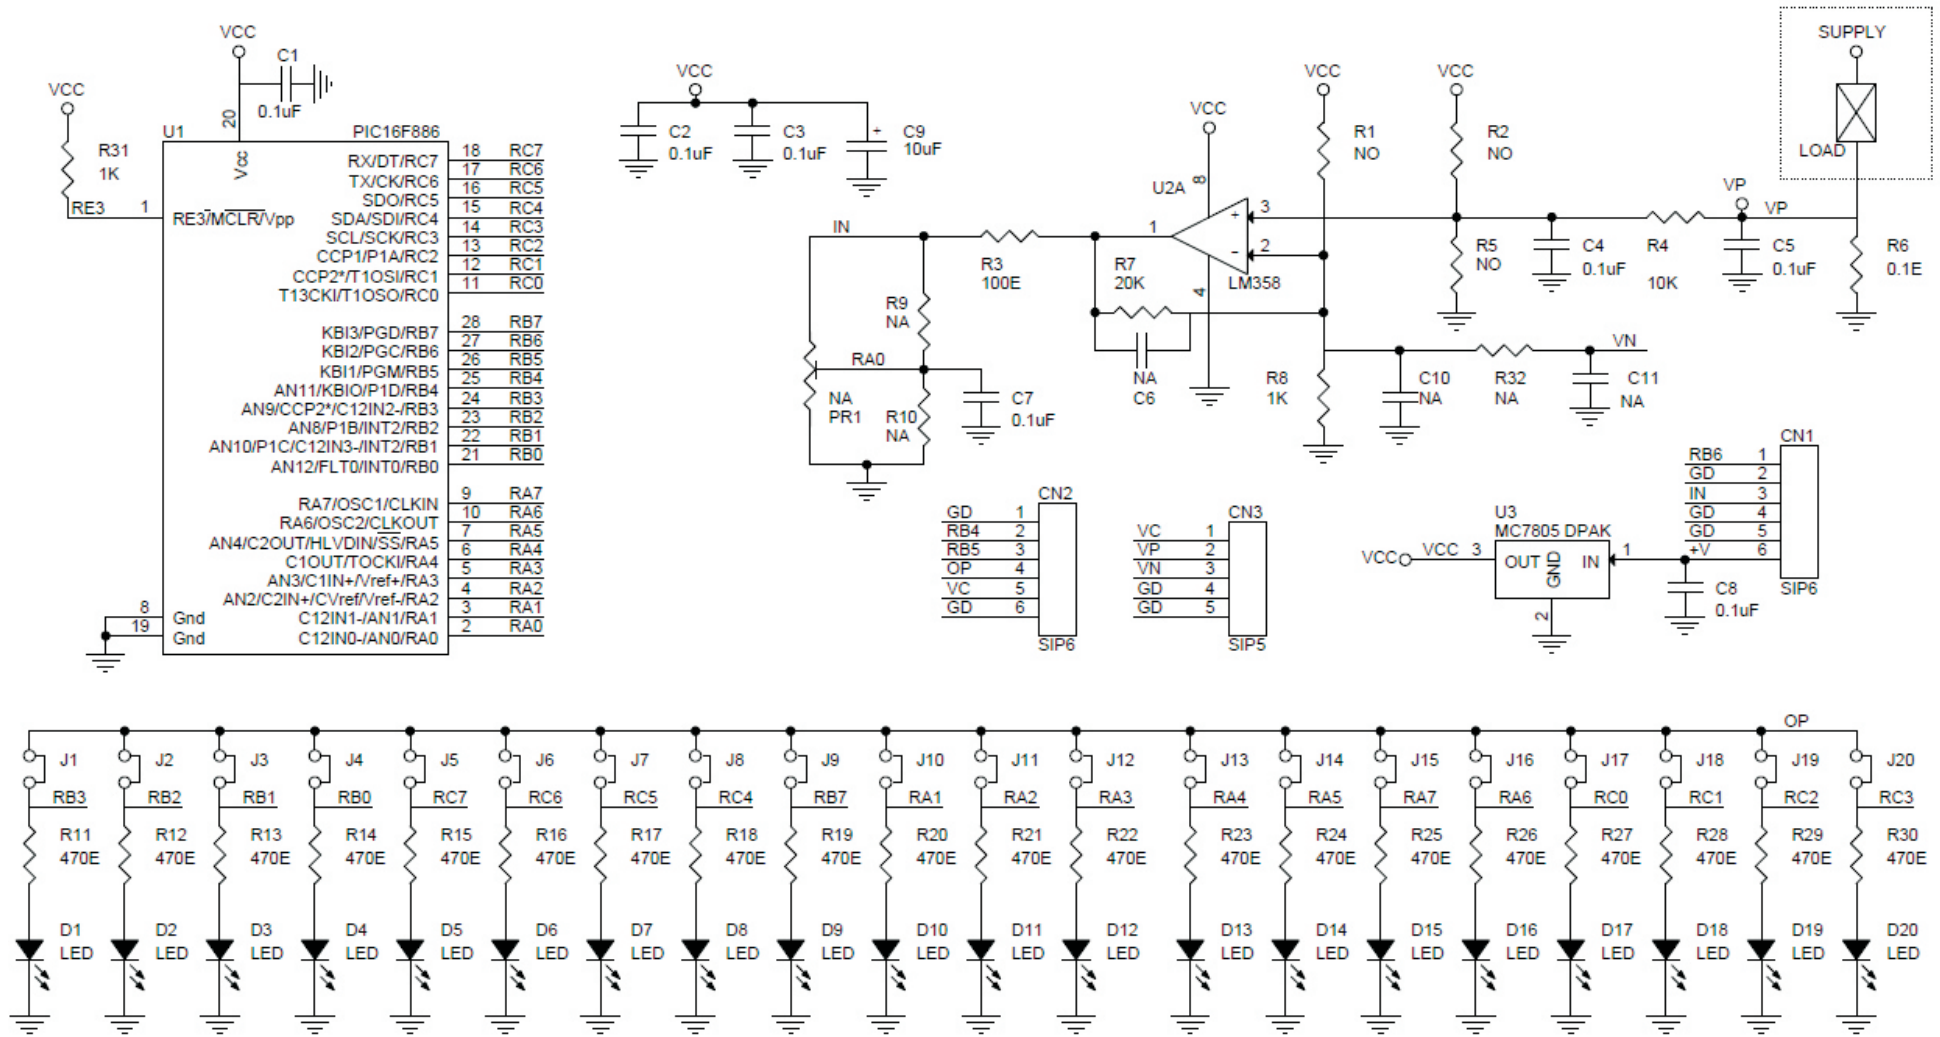 VCC
C1
0.1uF
VCC
R31
1K
RE3
1
20
U1
PIC16F886
Vcc
RE3/MCLR/Vpp
RX/DT/RC7 18 RC7
TX/CK/RC6 17 RC6
SDO/RC5 16 RC5
SDA/SDI/RC4 15 RC4
SCL/SCK/RC3 14 RC3
CCP1/P1A/RC2 13 RC2
CCP2*/T1OSI/RC1 12 RC1
T13CKI/T1OSO/RC0 11 RC0
KBI3/PGD/RB7 28 RB7
KBI2/PGC/RB6 27 RB6
KBI1/PGM/RB5 26 RB5
AN11/KBIO/P1D/RB4 25 RB4
AN9/CCP2*/C12IN2-/RB3 24 RB3
AN8/P1B/INT2/RB2 23 RB2
AN10/P1C/C12IN3-/INT2/RB1 22 RB1
AN12/FLT0/INT0/RB0 21 RB0
RA7/OSC1/CLKIN 9 RA7
RA6/OSC2/CLKOUT 10 RA6
AN4/C2OUT/HLVDIN/SS/RA5 7 RA5
C1OUT/TOCKI/RA4 6 RA4
AN3/C1IN+/Vref+/RA3 5 RA3
AN2/C2IN+/CVref/Vref-/RA2 4 RA2
C12IN1-/AN1/RA1 3 RA1
C12IN0-/AN0/RA0 2 RA0
8 Gnd
19 Gnd
VCC
C2
0.1uF
C3
0.1uF
+
C9
10uF
VCC
8
U2A
+ 3
- 2
1
4
LM358
VCC
R1
NO
VCC
R2
NO
R5
NO
C4
0.1uF
R4
10K
VP
VP
C5
0.1uF
SUPPLY
LOAD
R6
0.1E
IN
R3
100E
R7
20K
NA
C6
R9
NA
RA0
NA
PR1
R10
NA
C7
0.1uF
R8
1K
C10
NA
R32
NA
VN
C11
NA
CN2
GD 1
RB4 2
RB5 3
OP 4
VC 5
GD 6
SIP6
CN3
VC 1
VP 2
VN 3
GD 4
GD 5
SIP5
CN1
RB6 1
GD 2
IN 3
GD 4
GD 5
+V 6
SIP6
U3
MC7805 DPAK
VCC VCC 3
OUT
GND
IN
1
2
C8
0.1uF
OP
J1 J2 J3 J4 J5 J6 J7 J8 J9 J10 J11 J12 J13 J14 J15 J16 J17 J18 J19 J20
RB3 RB2 RB1 RB0 RC7 RC6 RC5 RC4 RB7 RA1 RA2 RA3 RA4 RA5 RA7 RA6 RC0 RC1 RC2 RC3
R11 R12 R13 R14 R15 R16 R17 R18 R19 R20 R21 R22 R23 R24 R25 R26 R27 R28 R29 R30
470E 470E 470E 470E 470E 470E 470E 470E 470E 470E 470E 470E 470E 470E 470E 470E 470E 470E 470E 470E
D1 D2 D3 D4 D5 D6 D7 D8 D9 D10 D11 D12 D13 D14 D15 D16 D17 D18 D19 D20
LED LED LED LED LED LED LED LED LED LED LED LED LED LED LED LED LED LED LED LED